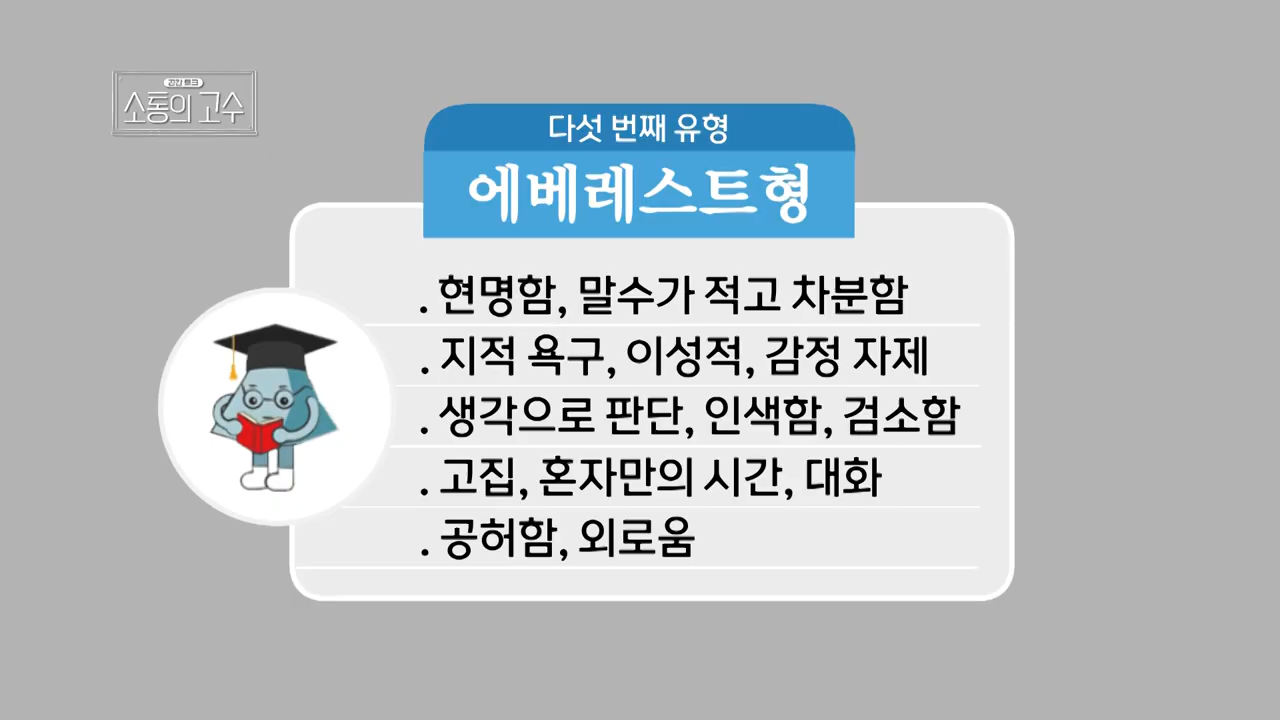 소통의 고수
다섯 번째 유형
에베레스트형
. 현명함, 말수가 적고 차분함
. 지적 욕구, 이성적, 감정 자제
. 생각으로 판단, 인색함, 검소함
. 고집, 혼자만의 시간, 대화
. 공허함, 외로움